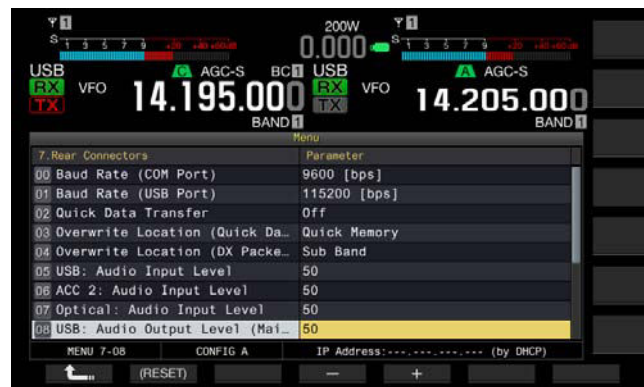 1 200W 1
S 1 3 5 7 9 +20 +40 +60dB 0.000 S 1 3 5 7 9 +20 +40 +60dB
USB C AGC-S BC1 USB A AGC-S
RX TX VFO 14.195.000 RX TX VFO 14.205.000
BAND 1 BAND 1
Menu
7.Rear Connectors Parameter
00 Baud Rate (COM Port) 9600 [bps]
01 Baud Rate (USB Port) 115200 [bps]
02 Quick Data Transfer Off
03 Overwrite Location (Quick Da… Quick Memory
04 Overwrite Location (DX Packe… Sub Band
05 USB: Audio Input Level 50
06 ACC 2: Audio Input Level 50
07 Optical: Audio Input Level 50
08 USB: Audio Output Level (Mai… 50
MENU 7-08 CONFIG A IP Address:---.---.---.--- (by DHCP)
(RESET) − +